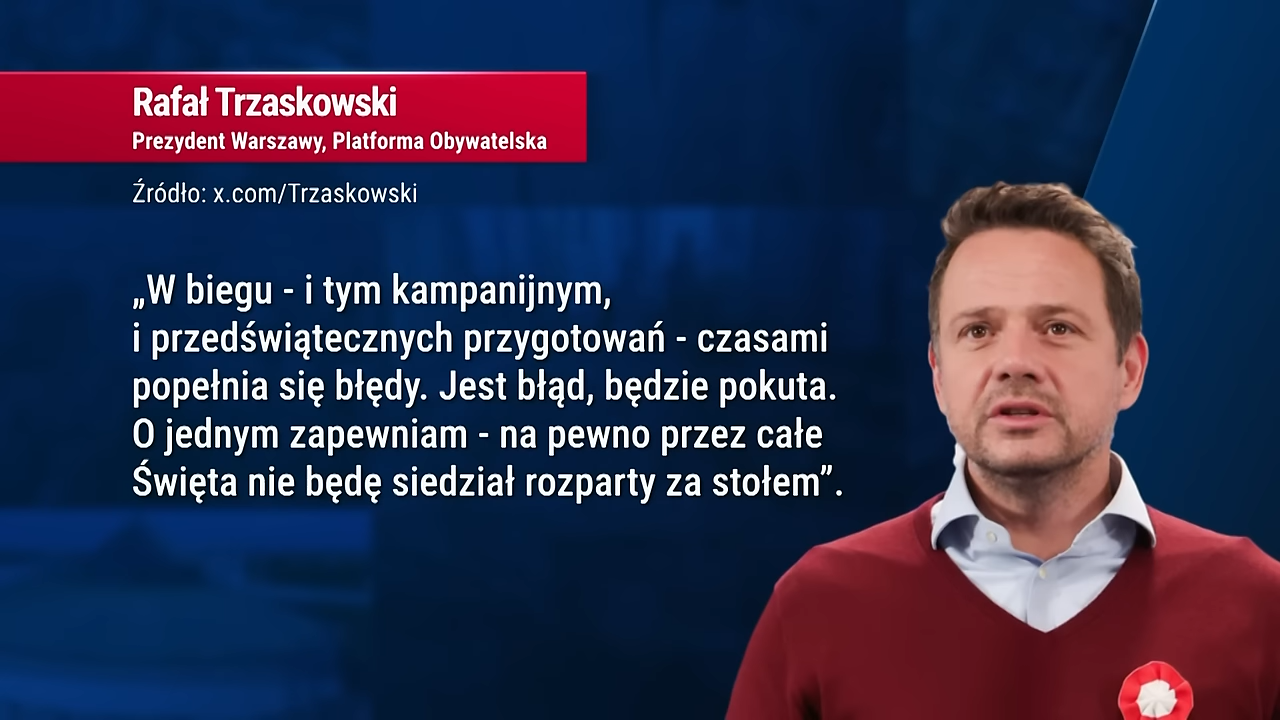 Rafał Trzaskowski
Prezydent Warszawy, Platforma Obywatelska
Źródło: x.com/Trzaskowski
„W biegu - i tym kampanijnym,
i przedświątecznych przygotowań - czasami
popełnia się błędy. Jest błąd, będzie pokuta.
O jednym zapewniam - na pewno przez całe
Święta nie będę siedział rozparty za stołem”.